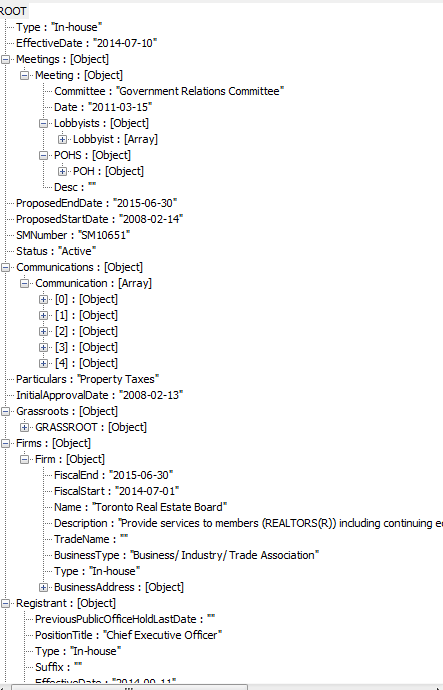 ROOT
Type : "In-house"
EffectiveDate : "2014-07-10"
Meetings : [Object]
Meeting : [Object]
Committee : "Government Relations Committee"
Date : "2011-03-15"
Lobbyists : [Object]
Lobbyist : [Array]
POHS : [Object]
POH : [Object]
Desc : ""
ProposedEndDate : "2015-06-30"
ProposedStartDate : "2008-02-14"
SMNumber : "SM10651"
Status : "Active"
Communications : [Object]
Communication : [Array]
[0] : [Object]
[1] : [Object]
[2] : [Object]
[3] : [Object]
[4] : [Object]
Particulars : "Property Taxes"
InitialApprovalDate : "2008-02-13"
Grassroots : [Object]
GRASSROOT : [Object]
Firms : [Object]
Firm : [Object]
FiscalEnd : "2015-06-30"
FiscalStart : "2014-07-01"
Name : "Toronto Real Estate Board"
Description : "Provide services to members (REALTORS(R)) including continuing e
TradeName : ""
BusinessType : "Business/ Industry/ Trade Association"
Type : "In-house"
BusinessAddress : [Object]
Registrant : [Object]
PreviousPublicOfficeHoldLastDate : ""
PositionTitle : "Chief Executive Officer"
Type : "In-house"
Suffix : ""
EffectiveDate : "2014-09-11"